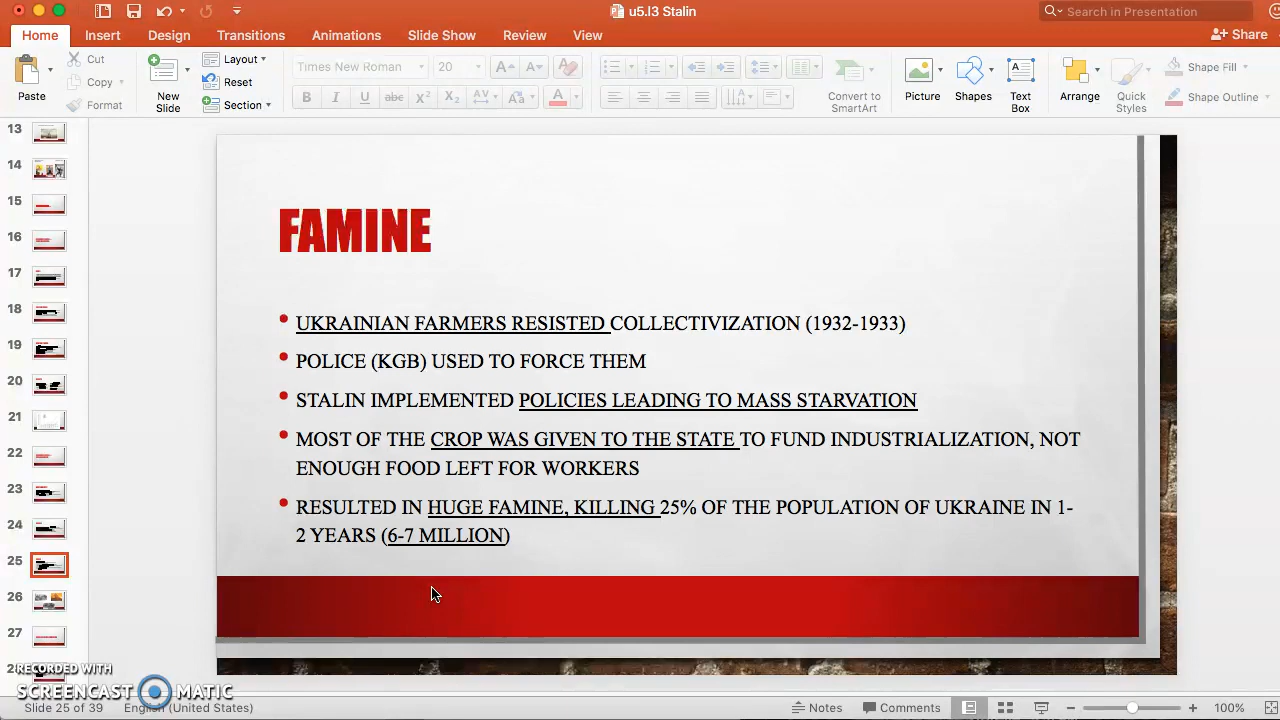 u5.l3 Stalin
Search in Presentation
Home Insert Design Transitions Animations Slide Show Review View
Share
Paste
Cut
Copy
Format
New Slide
Layout
Reset
Section
Times New Roman 20
B I U abc X² X₂ AV Aa A
Convert to SmartArt
Picture
Shapes
Text Box
Arrange
Quick Styles
Shape Fill
Shape Outline
13
14
15
16
17
18
19
20
21
22
23
24
25
26
27
FAMINE
• UKRAINIAN FARMERS RESISTED COLLECTIVIZATION (1932-1933)
• POLICE (KGB) USED TO FORCE THEM
• STALIN IMPLEMENTED POLICIES LEADING TO MASS STARVATION
• MOST OF THE CROP WAS GIVEN TO THE STATE TO FUND INDUSTRIALIZATION, NOT
ENOUGH FOOD LEFT FOR WORKERS
• RESULTED IN HUGE FAMINE, KILLING 25% OF THE POPULATION OF UKRAINE IN 1-
2 YEARS (6-7 MILLION)
RECORDED WITH
SCREENCAST MATIC
Slide 25 of 39 English (United States) Notes Comments 100%